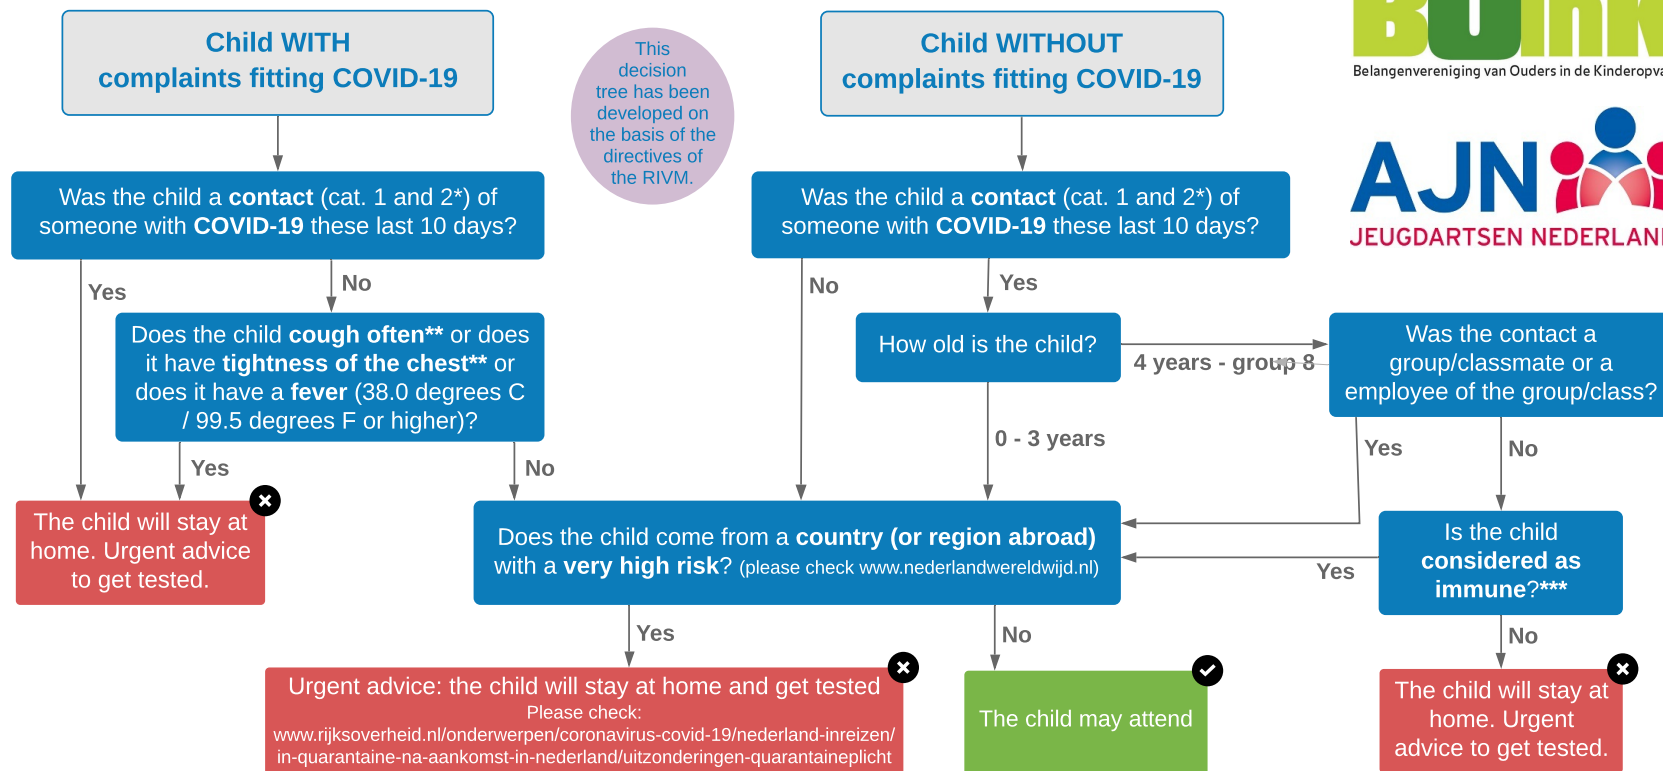 Child WITH
complaints fitting COVID-19
This
decision
tree has been
developed on
the basis of the
directives of
the RIVM.
Child WITHOUT
complaints fitting COVID-19
Belangenvereniging van Ouders in de Kinderopva
AJN
JEUGDARTSEN NEDERLAN
Was the child a contact (cat. 1 and 2*) of
someone with COVID-19 these last 10 days?
Was the child a contact (cat. 1 and 2*) of
someone with COVID-19 these last 10 days?
Yes
No
No
Yes
Does the child cough often** or does
it have tightness of the chest** or
does it have a fever (38.0 degrees C
/ 99.5 degrees F or higher)?
How old is the child?
4 years - group 8
Was the contact a
group/classmate or a
employee of the group/class?
0 - 3 years
Yes
No
Yes
No
The child will stay at
home. Urgent advice
to get tested.
Does the child come from a country (or region abroad)
with a very high risk? (please check www.nederlandwereldwijd.nl)
Is the child
considered as
immune?***
Yes
Yes
No
No
Urgent advice: the child will stay at home and get tested
Please check:
www.rijksoverheid.nl/onderwerpen/coronavirus-covid-19/nederland-inreizen/
in-quarantaine-na-aankomst-in-nederland/uitzonderingen-quarantaineplicht
The child may attend
The child will stay at
home. Urgent
advice to get tested.